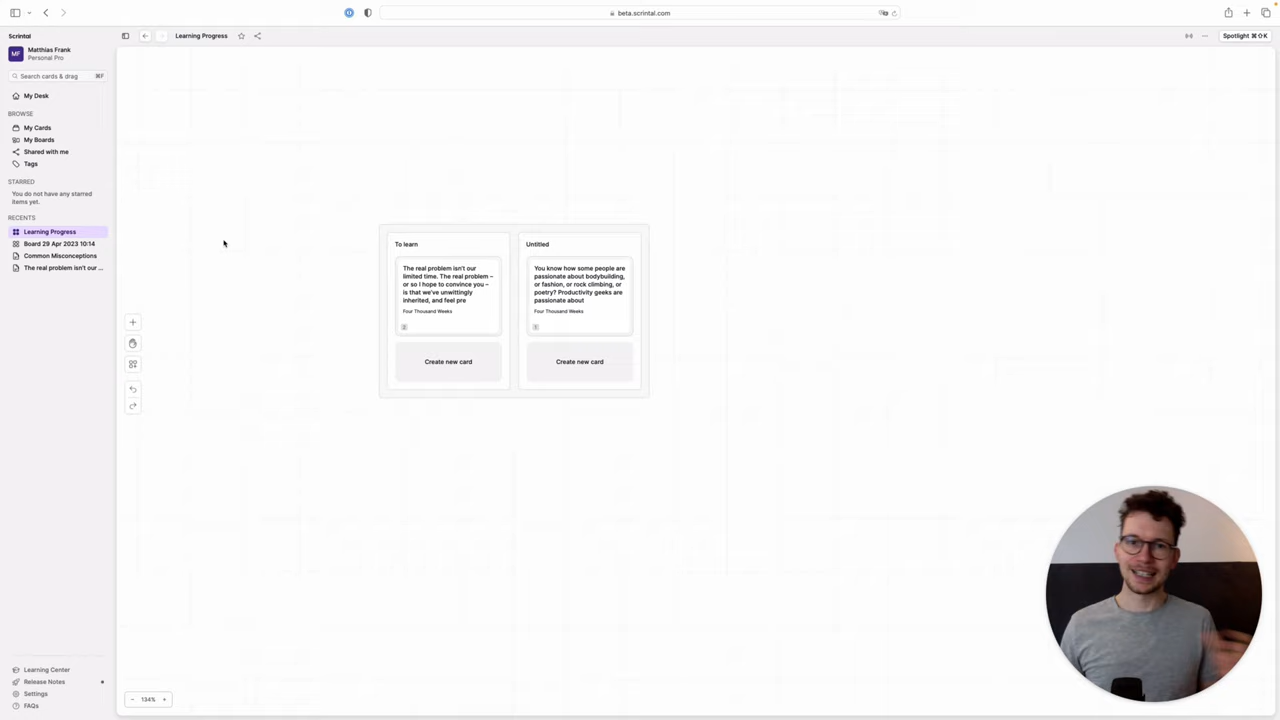 beta.scrintal.com
Scrintal
Learning Progress
Spotlight ⌘⇧K
MF
Matthias Frank
Personal Pro
Search cards & drag ⌘F
My Desk
BROWSE
My Cards
My Boards
Shared with me
Tags
STARRED
You do not have any starred
items yet.
RECENTS
Learning Progress
Board 29 Apr 2023 10:14
Common Misconceptions
The real problem isn't our ...
To learn
The real problem isn't our
limited time. The real problem –
or so I hope to convince you –
is that we've unwittingly
inherited, and feel pre
Four Thousand Weeks
2
Create new card
Untitled
You know how some people are
passionate about bodybuilding,
or fashion, or rock climbing, or
poetry? Productivity geeks are
passionate about
Four Thousand Weeks
1
Create new card
Learning Center
Release Notes
Settings
FAQs
− 134% +